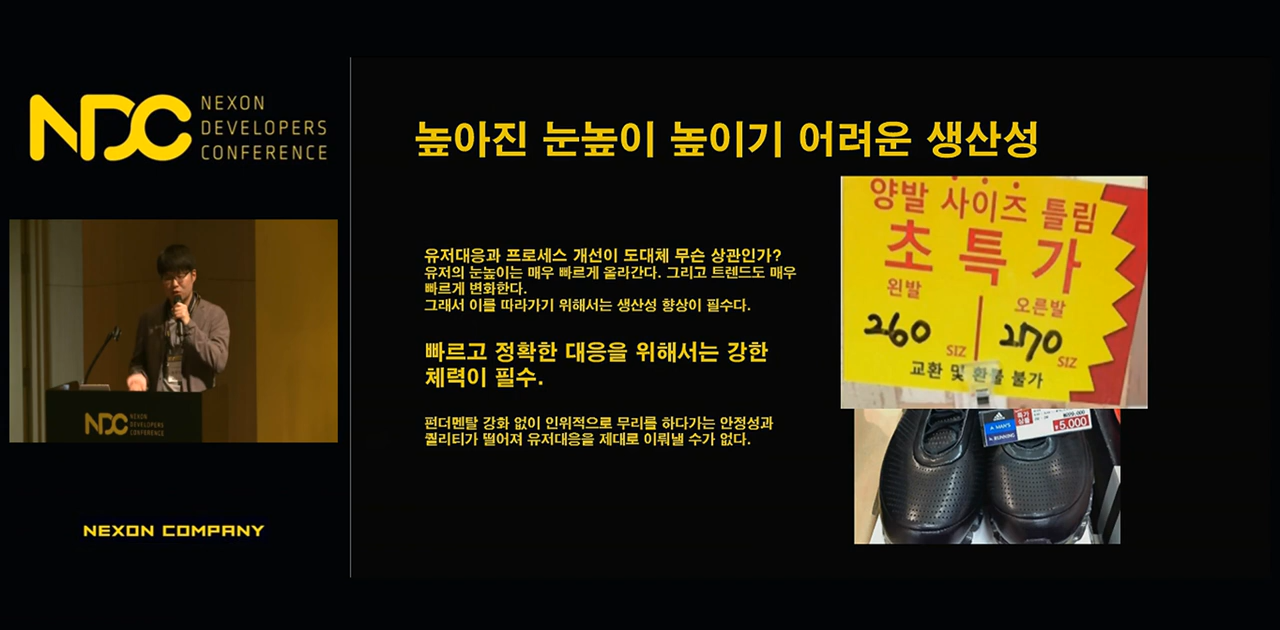 NDC
NEXON
DEVELOPERS
CONFERENCE
높아진 눈높이 높이기 어려운 생산성
유저대응과 프로세스 개선이 도대체 무슨 상관인가?
유저의 눈높이는 매우 빠르게 올라간다. 그리고 트렌드도 매우
빠르게 변화한다.
그래서 이를 따라가기 위해서는 생산성 향상이 필수다.
빠르고 정확한 대응을 위해서는 강한
체력이 필수.
펀더멘탈 강화 없이 인위적으로 무리를 하다가는 안정성과
퀄리티가 떨어져 유저대응을 제대로 이뤄낼 수가 없다.
양발 사이즈 틀림
초특가
왼발
오른발
260 SIZ
270 SIZ
교환 및 환불 불가
adidas
A MAN'S
RUNNING
특가
₩5,000
NDC
NEXON
DEVELOPERS
CONFERENCE
NEXON COMPANY